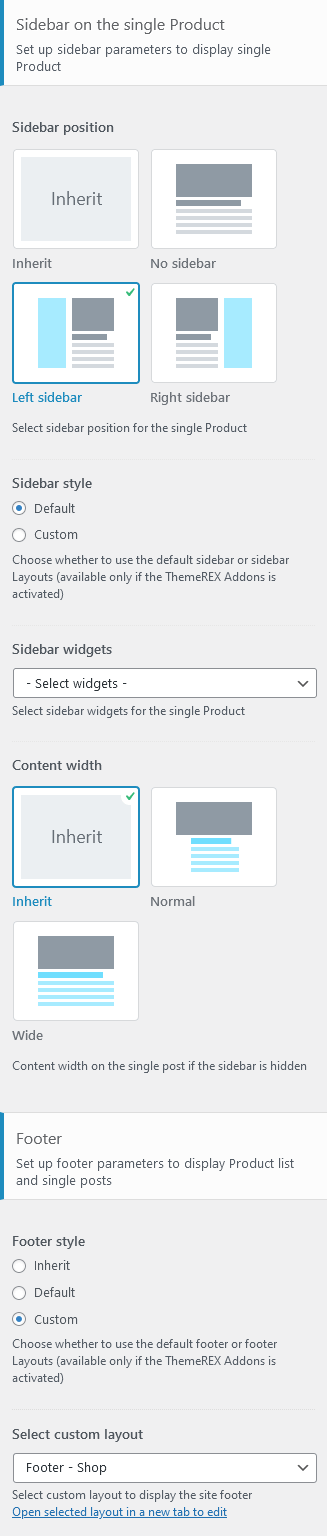 Sidebar on the single Product
Set up sidebar parameters to display single
Product
Sidebar position
Inherit
Inherit
No sidebar
Left sidebar
Right sidebar
Select sidebar position for the single Product
Sidebar style
Default
Custom
Choose whether to use the default sidebar or sidebar
Layouts (available only if the ThemeREX Addons is
activated)
Sidebar widgets
- Select widgets -
Select sidebar widgets for the single Product
Content width
Inherit
Inherit
Normal
Wide
Content width on the single post if the sidebar is hidden
Footer
Set up footer parameters to display Product list
and single posts
Footer style
Inherit
Default
Custom
Choose whether to use the default footer or footer
Layouts (available only if the ThemeREX Addons is
activated)
Select custom layout
Footer - Shop
Select custom layout to display the site footer
Open selected layout in a new tab to edit